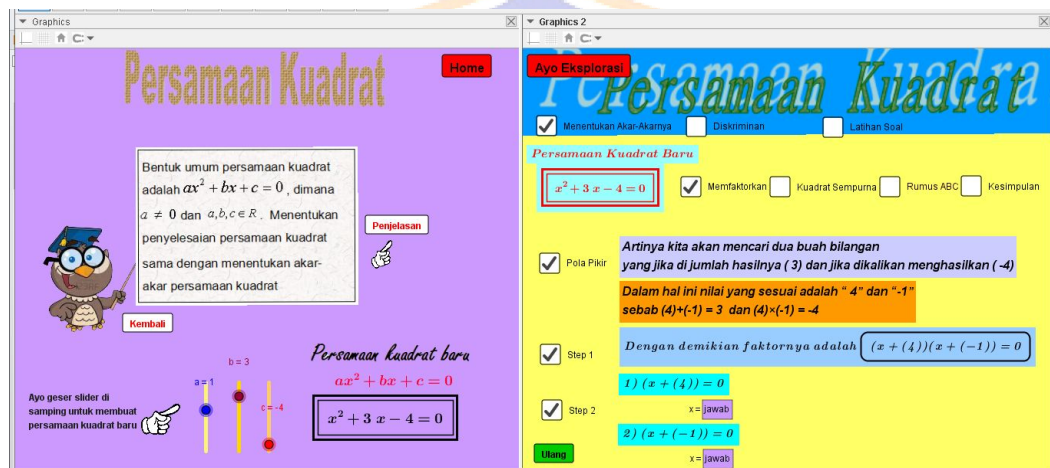 Graphics
Persamaan Kuadrat
Home
Bentuk umum persamaan kuadrat
adalah ax² + bx + c = 0 , dimana
a ≠ 0 dan a,b,c ∈ R . Menentukan
penyelesaian persamaan kuadrat
sama dengan menentukan akar-
akar persamaan kuadrat
Penjelasan
Kembali
Ayo geser slider di
samping untuk membuat
persamaan kuadrat baru
a = 1
b = 3
c = -4
Persamaan kuadrat baru
ax² + bx + c = 0
x² + 3 x − 4 = 0
Graphics 2
Ayo Eksplorasi
Persamaan Kuadrat
Persamaan Kuadrat
Menentukan Akar-Akarnya
Diskriminan
Latihan Soal
Persamaan Kuadrat Baru
x² + 3 x − 4 = 0
Memfaktorkan
Kuadrat Sempurna
Rumus ABC
Kesimpulan
Pola Pikir
Artinya kita akan mencari dua buah bilangan
yang jika di jumlah hasilnya ( 3) dan jika dikalikan menghasilkan ( -4)
Dalam hal ini nilai yang sesuai adalah “ 4” dan “-1”
sebab (4)+(-1) = 3 dan (4)×(-1) = -4
Step 1
Dengan demikian faktornya adalah (x + (4))(x + (−1)) = 0
Step 2
1) (x + (4)) = 0
x = jawab
2) (x + (−1)) = 0
x = jawab
Ulang